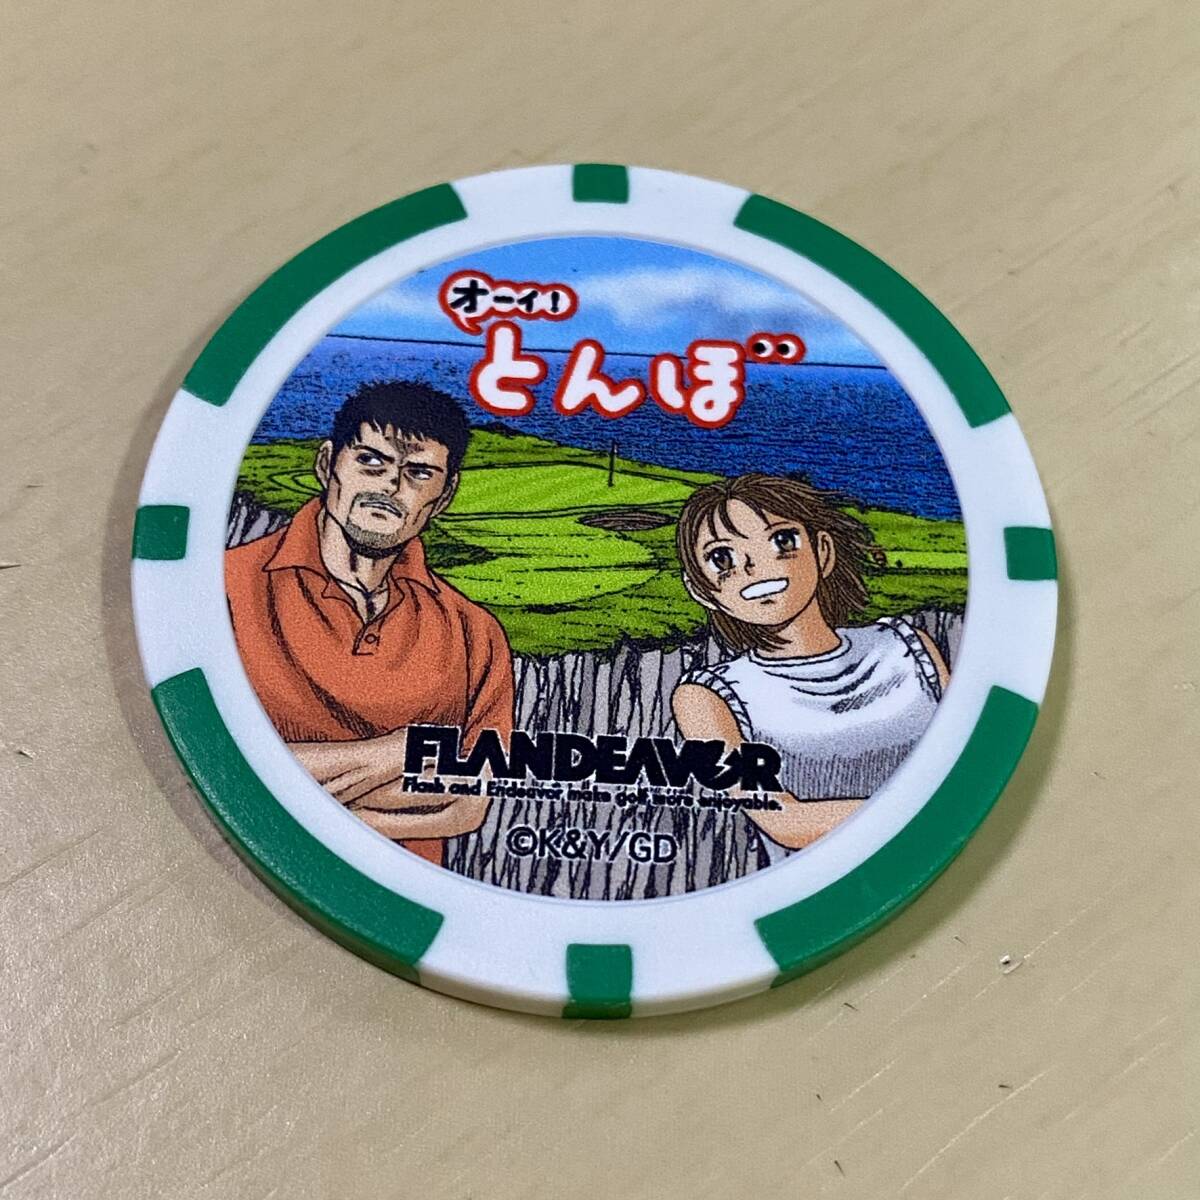 オーイ!
とんぼ
FLANDEAVOR
Flash and Endeavor make golf more enjoyable.
©K&Y/GD